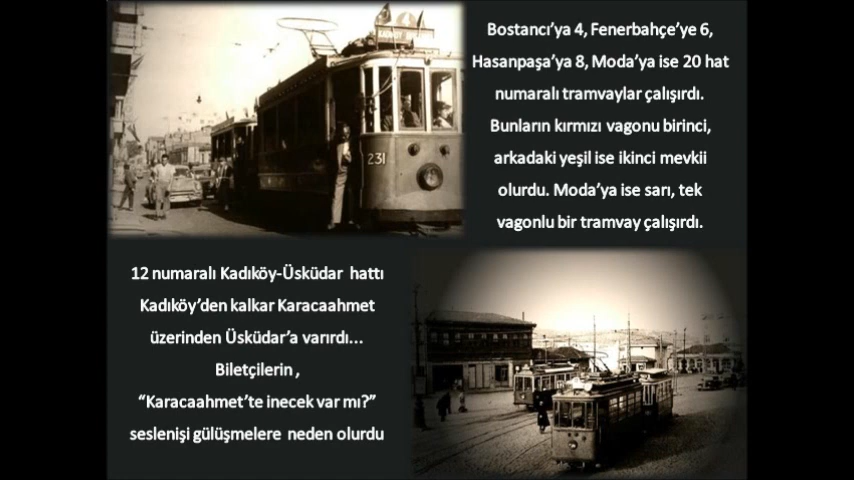 Bostancı’ya 4, Fenerbahçe’ye 6,
Hasanpaşa’ya 8, Moda’ya ise 20 hat
numaralı tramvaylar çalışırdı.
Bunların kırmızı vagonu birinci,
arkadaki yeşil ise ikinci mevkii
olurdu. Moda’ya ise sarı, tek
vagonlu bir tramvay çalışırdı.
231
12 numaralı Kadıköy-Üsküdar hattı
Kadıköy’den kalkar Karacaahmet
üzerinden Üsküdar’a varırdı...
Biletçilerin ,
“Karacaahmet’te inecek var mı?”
seslenişi gülüşmelere neden olurdu